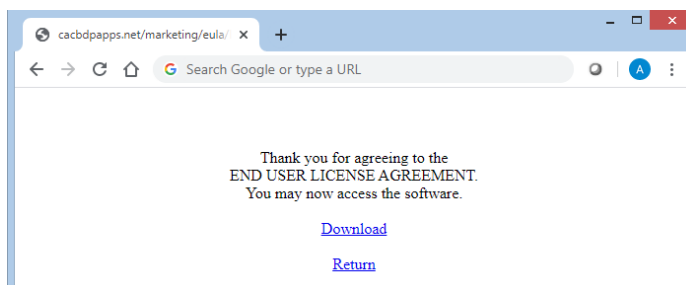 cacbdpapps.net/marketing/eula/
Search Google or type a URL
A
Thank you for agreeing to the
END USER LICENSE AGREEMENT.
You may now access the software.
Download
Return